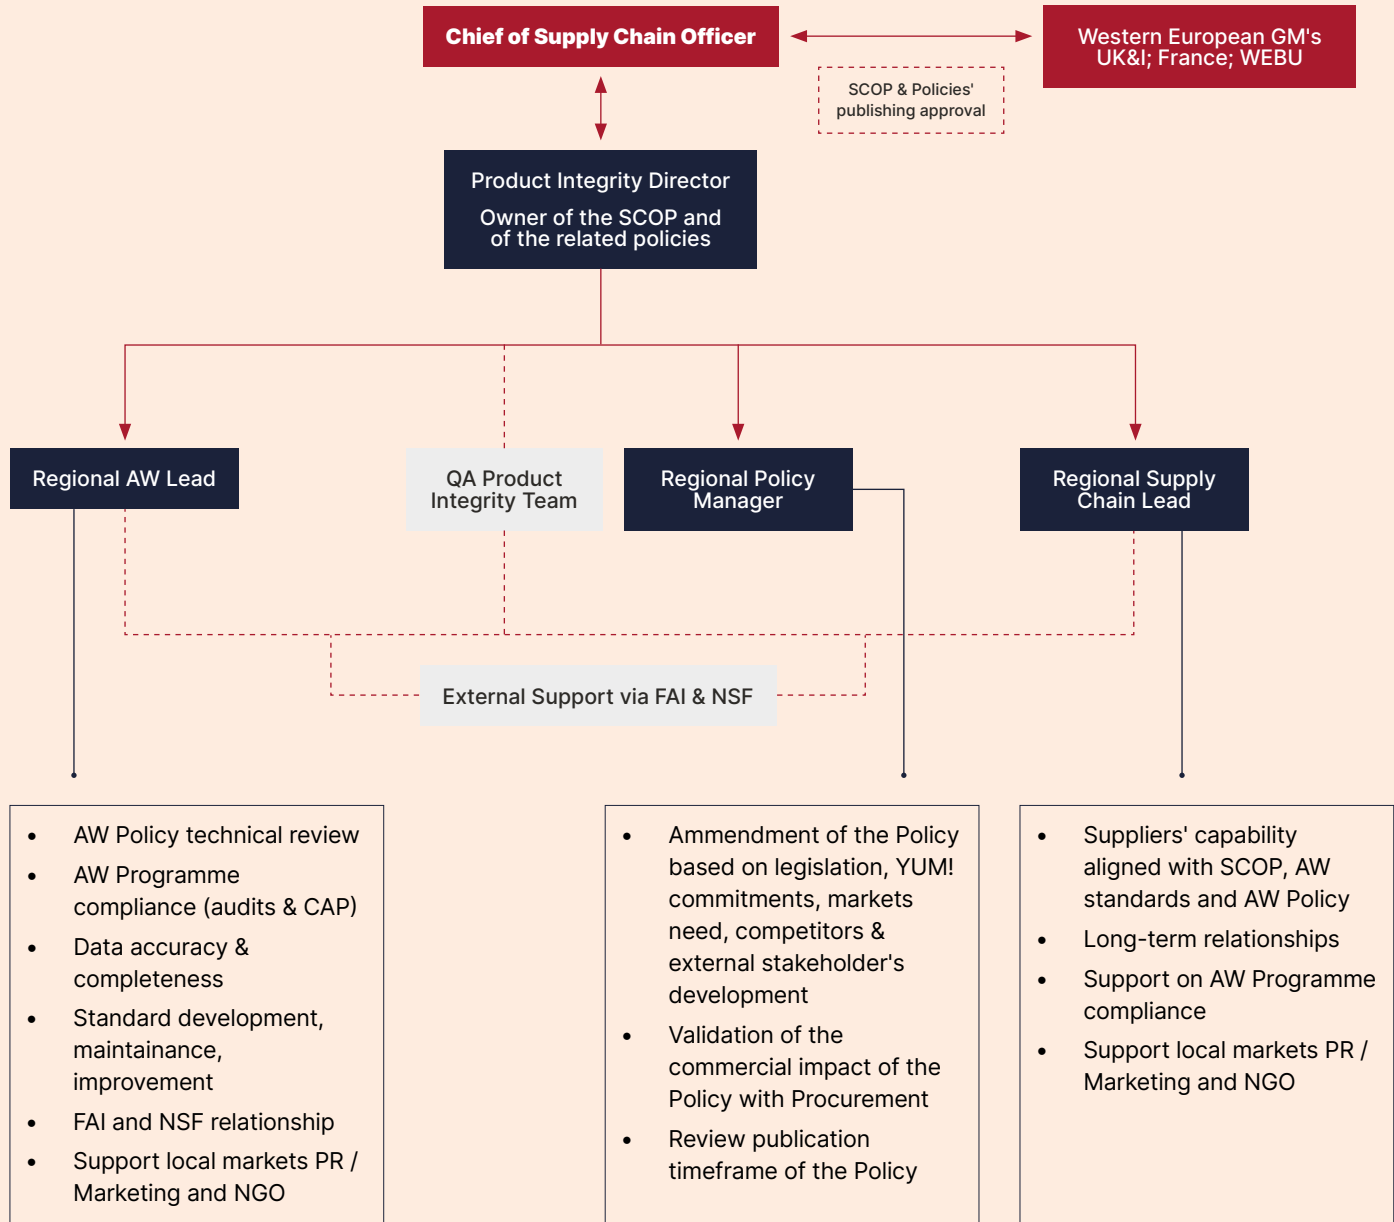 Chief of Supply Chain Officer
Western European GM's
UK&I; France; WEBU
SCOP & Policies'
publishing approval
Product Integrity Director
Owner of the SCOP and
of the related policies
Regional AW Lead
QA Product
Integrity Team
Regional Policy
Manager
Regional Supply
Chain Lead
External Support via FAI & NSF
• AW Policy technical review
• AW Programme
compliance (audits & CAP)
• Data accuracy &
completeness
• Standard development,
maintainance,
improvement
• FAI and NSF relationship
• Support local markets PR /
Marketing and NGO
• Ammendment of the Policy
based on legislation, YUM!
commitments, markets
need, competitors &
external stakeholder's
development
• Validation of the
commercial impact of the
Policy with Procurement
• Review publication
timeframe of the Policy
• Suppliers' capability
aligned with SCOP, AW
standards and AW Policy
• Long-term relationships
• Support on AW Programme
compliance
• Support local markets PR /
Marketing and NGO